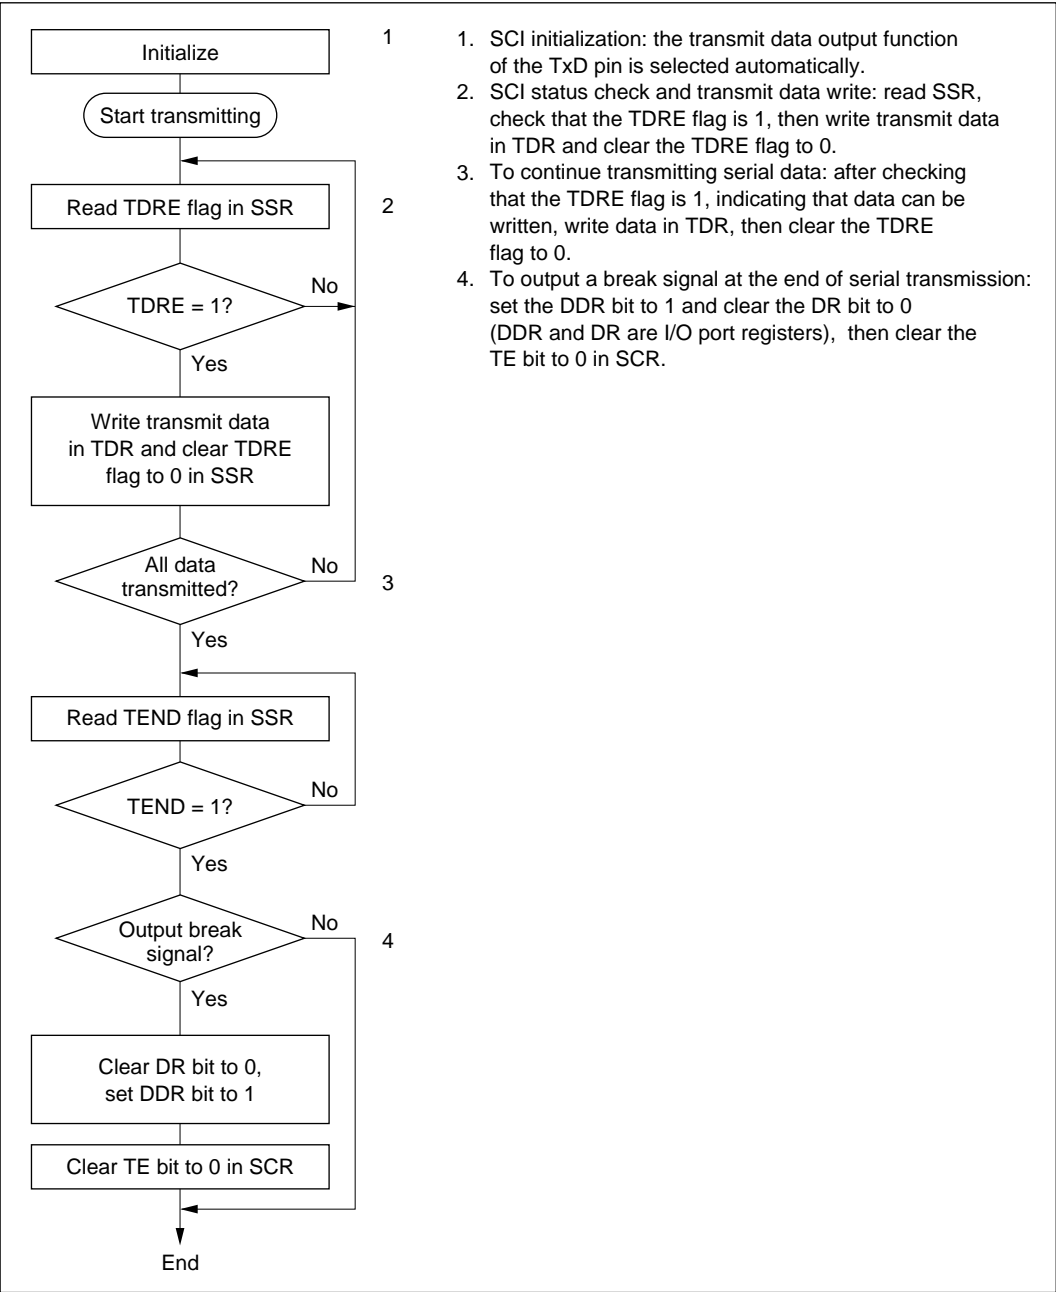 Initialize
1
Start transmitting
Read TDRE flag in SSR
2
TDRE = 1?
No
Yes
Write transmit data
in TDR and clear TDRE
flag to 0 in SSR
All data
transmitted?
No
3
Yes
Read TEND flag in SSR
TEND = 1?
No
Yes
Output break
signal?
No
4
Yes
Clear DR bit to 0,
set DDR bit to 1
Clear TE bit to 0 in SCR
End
1. SCI initialization: the transmit data output function
of the TxD pin is selected automatically.
2. SCI status check and transmit data write: read SSR,
check that the TDRE flag is 1, then write transmit data
in TDR and clear the TDRE flag to 0.
3. To continue transmitting serial data: after checking
that the TDRE flag is 1, indicating that data can be
written, write data in TDR, then clear the TDRE
flag to 0.
4. To output a break signal at the end of serial transmission:
set the DDR bit to 1 and clear the DR bit to 0
(DDR and DR are I/O port registers),  then clear the
TE bit to 0 in SCR.